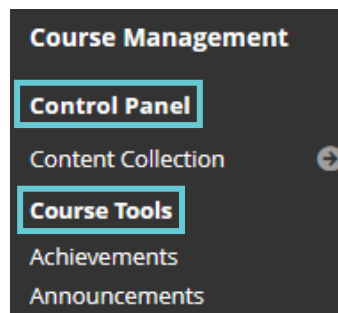 Course Management
Control Panel
Content Collection
Course Tools
Achievements
Announcements